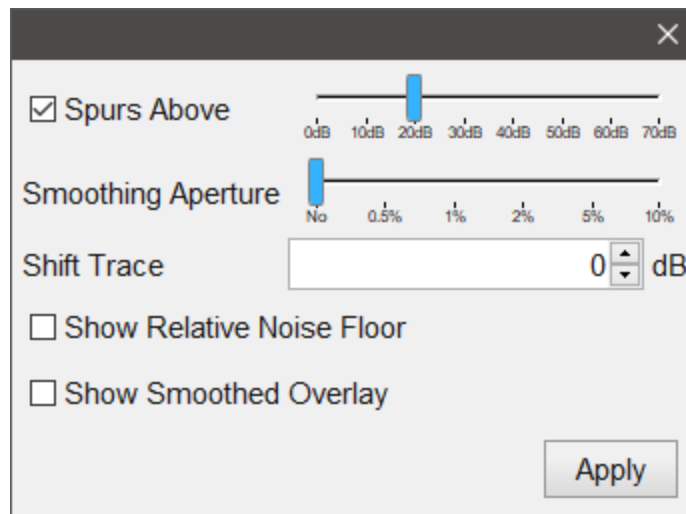 Spurs Above
0dB 10dB 20dB 30dB 40dB 50dB 60dB 70dB
Smoothing Aperture
No 0.5% 1% 2% 5% 10%
Shift Trace 0 dB
Show Relative Noise Floor
Show Smoothed Overlay
Apply